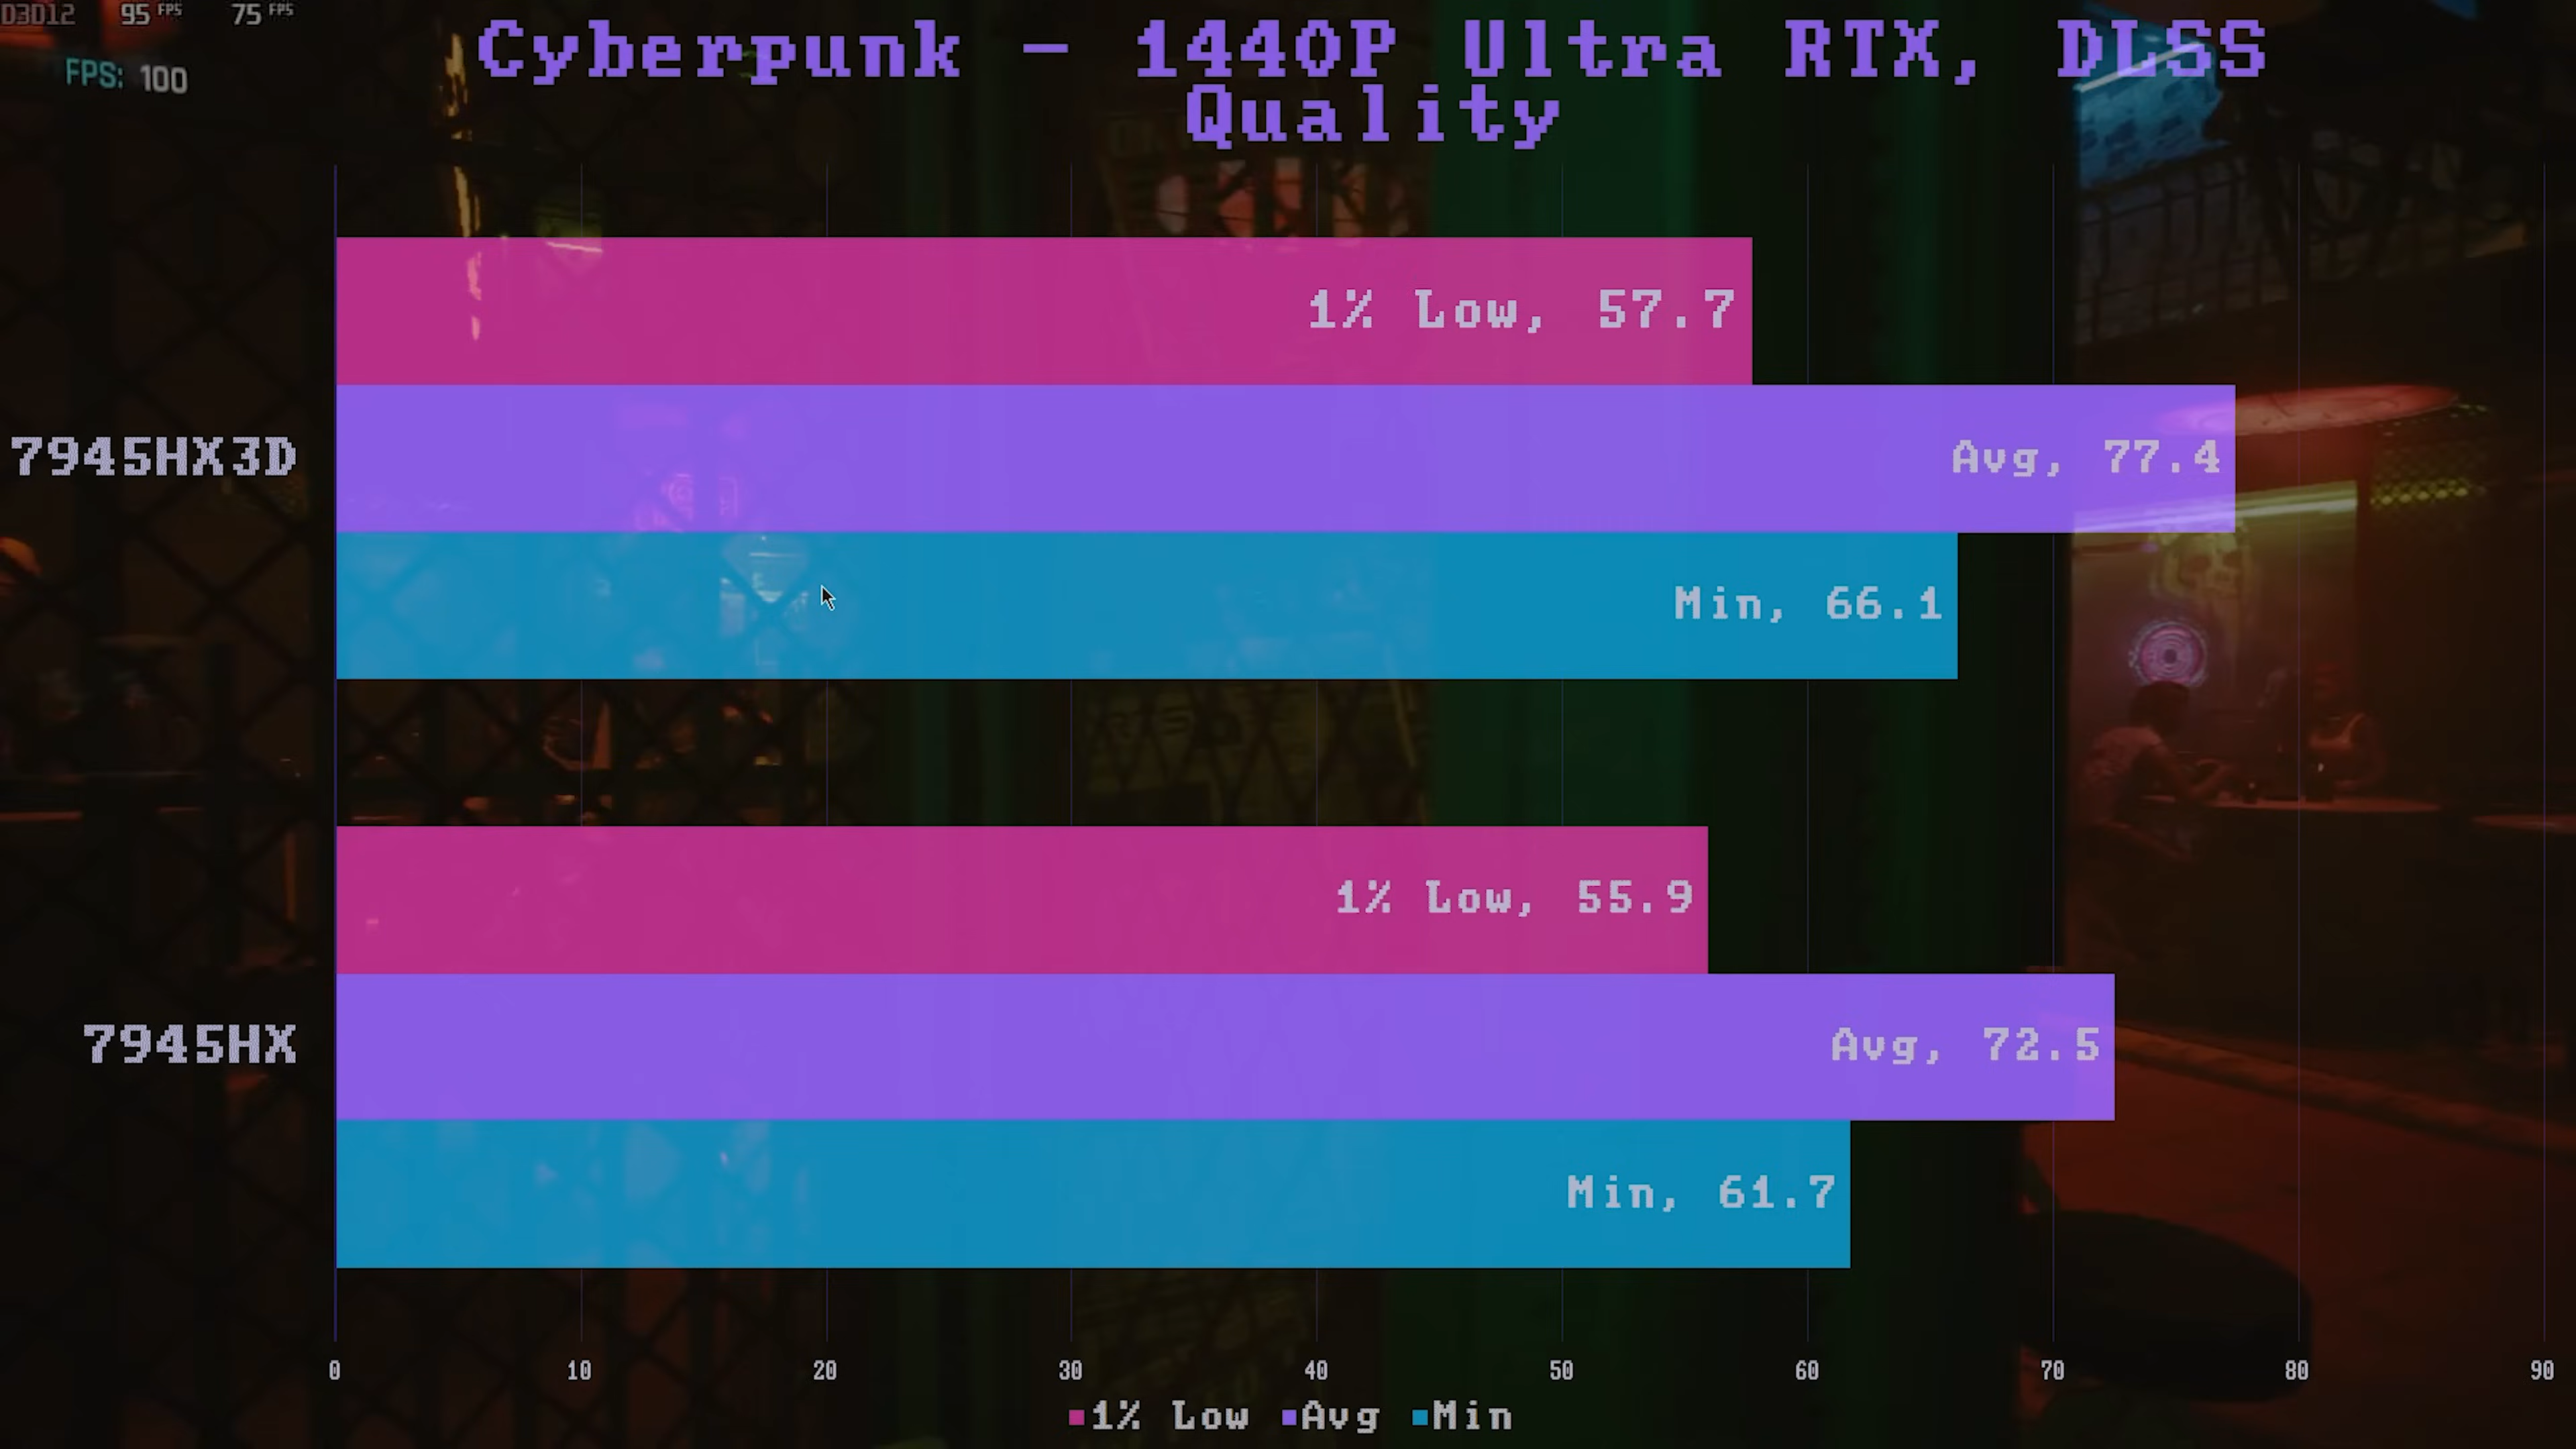 D3D12 95 FPS 75 FPS
FPS: 100
Cyberpunk – 1440P Ultra RTX, DLSS
Quality
1% Low, 57.7
7945HX3D
Avg, 77.4
Min, 66.1
1% Low, 55.9
7945HX
Avg, 72.5
Min, 61.7
0 10 20 30 40 50 60 70 80 90
1% Low Avg Min